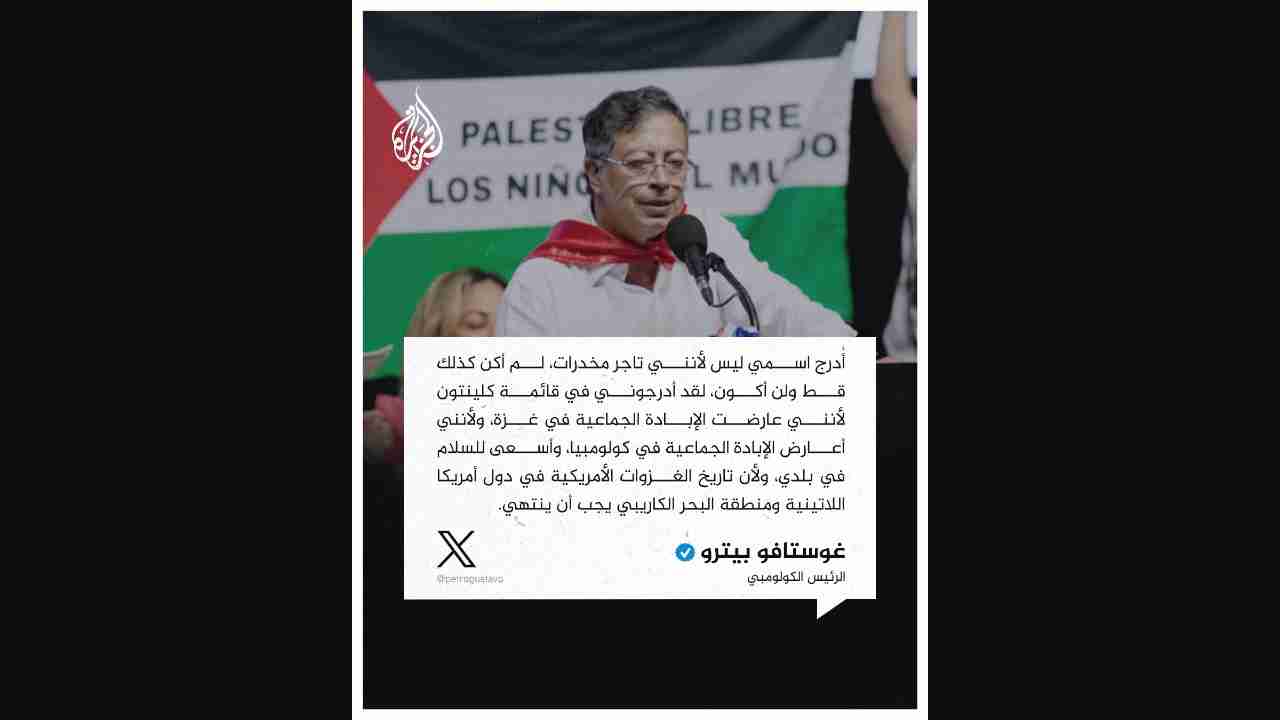 الجزيرة
PALEST LIBRE
LOS NIÑO EL MU DO
أُدرج اسمي ليس لأنني تاجر مخدرات، لم أكن كذلك
قط ولن أكون، لقد أدرجوني في قائمة كلينتون
لأنني عارضت الإبادة الجماعية في غزة، ولأنني
أعارض الإبادة الجماعية في كولومبيا، وأسعى للسلام
في بلدي، ولأن تاريخ الغزوات الأمريكية في دول أمريكا
اللاتينية ومنطقة البحر الكاريبي يجب أن ينتهي.
غوستافو بيترو
الرئيس الكولومبي
X
@petrogustavo